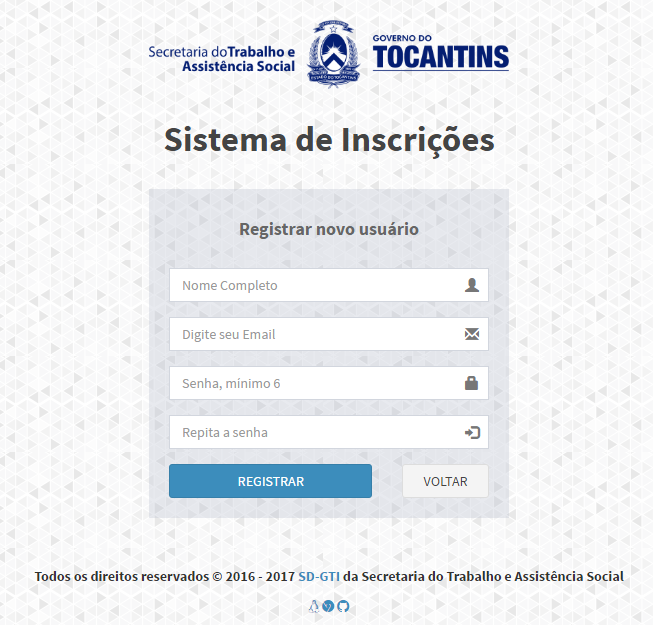 Secretaria do Trabalho e
Assistência Social
GOVERNO DO
TOCANTINS
Sistema de Inscrições
Registrar novo usuário
Nome Completo
Digite seu Email
Senha, mínimo 6
Repita a senha
REGISTRAR
VOLTAR
Todos os direitos reservados © 2016 - 2017 SD-GTI da Secretaria do Trabalho e Assistência Social